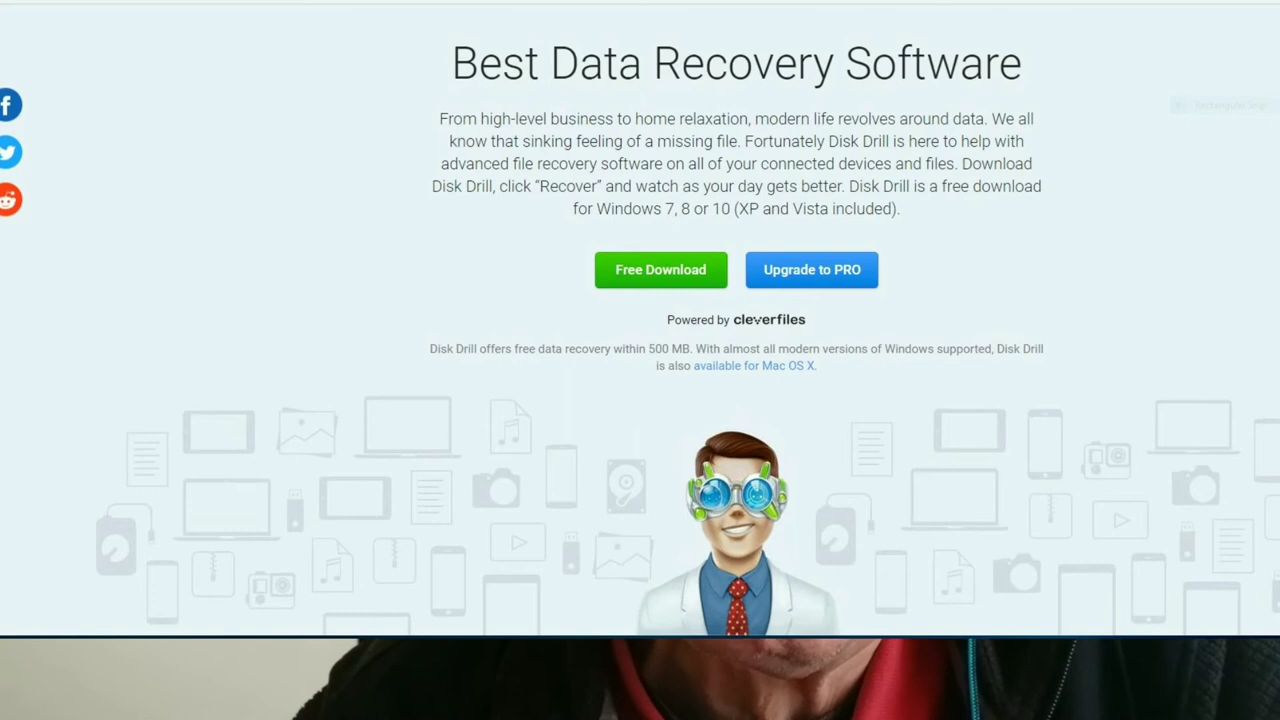 Best Data Recovery Software
From high-level business to home relaxation, modern life revolves around data. We all
know that sinking feeling of a missing file. Fortunately Disk Drill is here to help with
advanced file recovery software on all of your connected devices and files. Download
Disk Drill, click “Recover” and watch as your day gets better. Disk Drill is a free download
for Windows 7, 8 or 10 (XP and Vista included).
Rectangular Snip
Free Download
Upgrade to PRO
Powered by cleverfiles
Disk Drill offers free data recovery within 500 MB. With almost all modern versions of Windows supported, Disk Drill
is also available for Mac OS X.